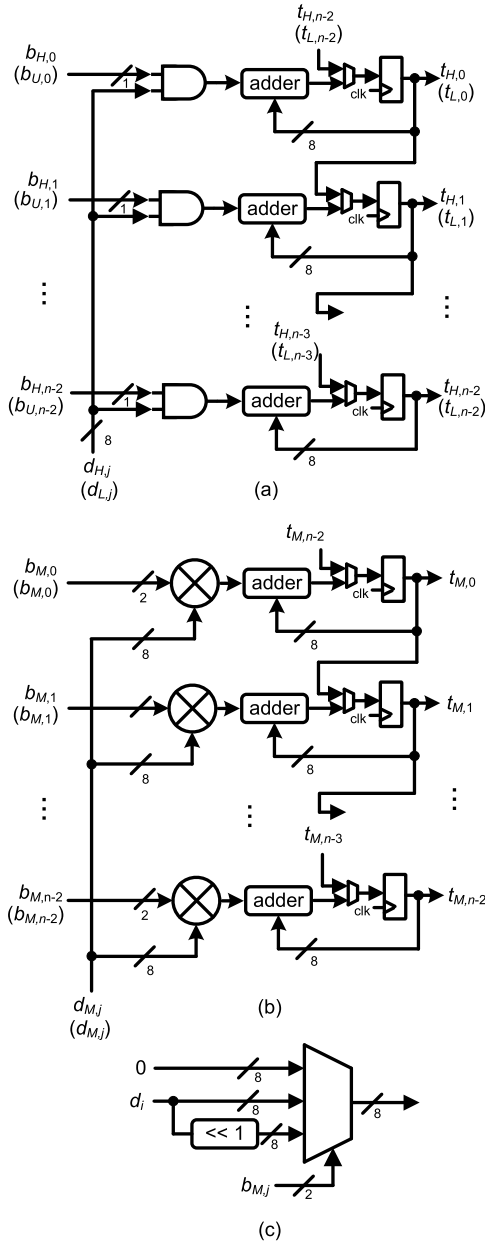 t_{H,n-2}
(t_{L,n-2})
b_{H,0}
(b_{U,0})
1
adder
clk
t_{H,0}
(t_{L,0})
8
b_{H,1}
(b_{U,1})
1
adder
clk
t_{H,1}
(t_{L,1})
8
⋮ ⋮ ⋮
t_{H,n-3}
(t_{L,n-3})
b_{H,n-2}
(b_{U,n-2})
1
adder
clk
t_{H,n-2}
(t_{L,n-2})
8
8
d_{H,j}
(d_{L,j})
(a)
t_{M,n-2}
b_{M,0}
(b_{M,0})
2
adder
clk
t_{M,0}
8
8
b_{M,1}
(b_{M,1})
adder
clk
t_{M,1}
8
8
⋮ ⋮ ⋮
t_{M,n-3}
b_{M,n-2}
(b_{M,n-2})
2
adder
clk
t_{M,n-2}
8
8
d_{M,j}
(d_{M,j})
(b)
0
8
d_i
8
8
<< 1
8
b_{M,j}
2
(c)